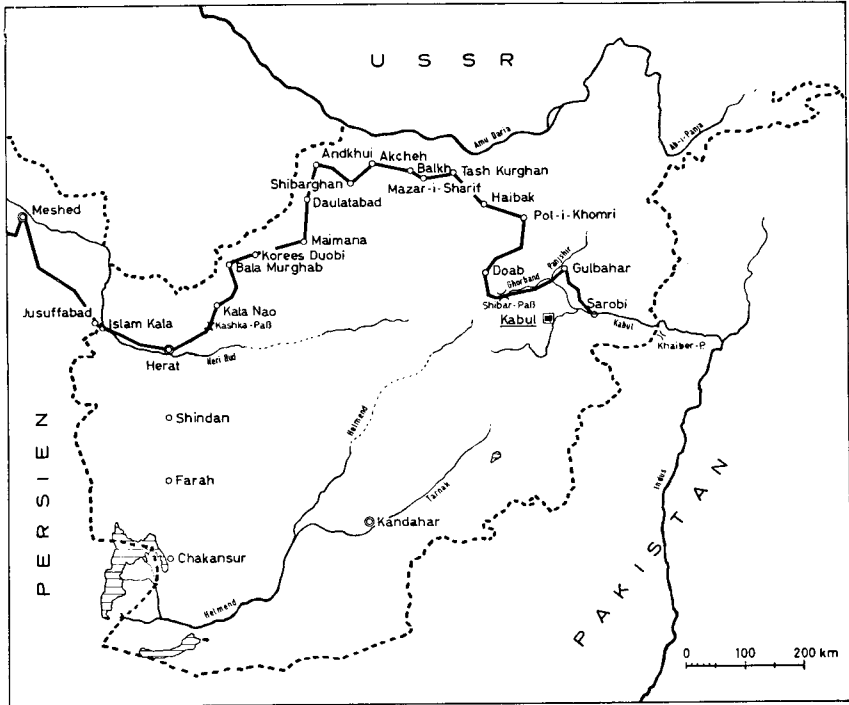 USSR
Amu Daria
Ab-i-Panja
Andkhui
Akcheh
Balkh
Tash Kurghan
Shibarghan
Mazar-i-Sharif
Daulatabad
Haibak
Meshed
Pol-i-Khomri
Maimana
Korees Duobi
Bala Murghab
Doab
Ghorband
Panjshir
Gulbahar
Kala Nao
Shibar-Paß
Sarobi
Jusuffabad
Islam Kala
Kashka-Paß
Kabul
Kabul
Khaiber-P.
Herat
Heri Rud
Shindan
Helmend
Farah
Tarnak
Indus
PERSIEN
Kandahar
Chakansur
Helmend
PAKISTAN
0 100 200 km